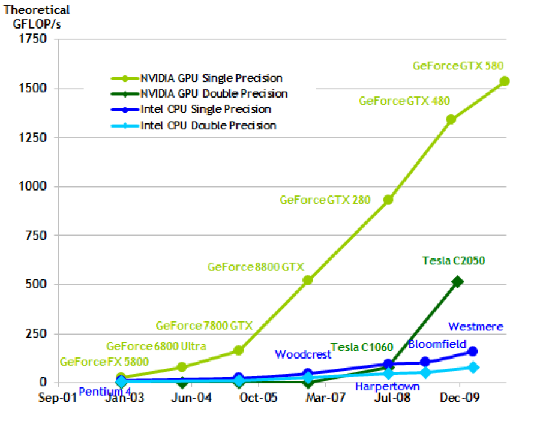 Theoretical
GFLOP/s
1750
1500
1250
1000
750
500
250
0
NVIDIA GPU Single Precision
NVIDIA GPU Double Precision
Intel CPU Single Precision
Intel CPU Double Precision
GeForce GTX 580
GeForce GTX 480
GeForce GTX 280
GeForce 8800 GTX
Tesla C2050
GeForce 7800 GTX
Westmere
GeForce 6800 Ultra
Tesla C1060
Bloomfield
Woodcrest
GeForce FX 5800
Pentium 4
Harpertown
Sep-01
Jan-03
Jun-04
Oct-05
Mar-07
Jul-08
Dec-09